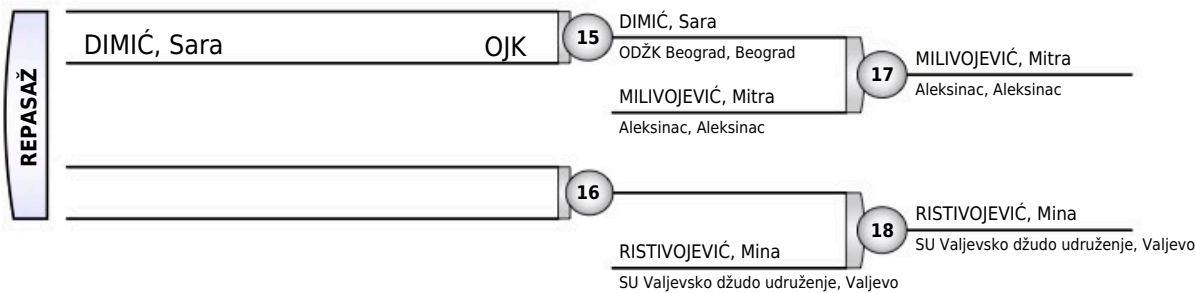 REPASAŽ
DIMIĆ, Sara OJK
15
DIMIĆ, Sara
ODŽK Beograd, Beograd
MILIVOJEVIĆ, Mitra
Aleksinac, Aleksinac
17
MILIVOJEVIĆ, Mitra
Aleksinac, Aleksinac
16
RISTIVOJEVIĆ, Mina
SU Valjevsko džudo udruženje, Valjevo
18
RISTIVOJEVIĆ, Mina
SU Valjevsko džudo udruženje, Valjevo